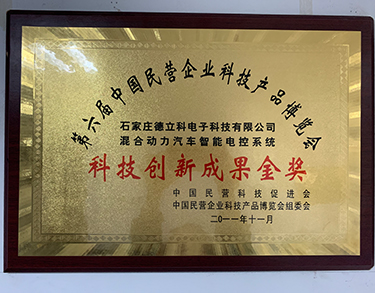 第六届中国民营企业科技产品博览会
石家庄德立科电子科技有限公司
混合动力汽车智能电控系统
科技创新成果金奖
中国民营科技促进会
中国民营企业科技产品博览会组委会
二0一一年十一月